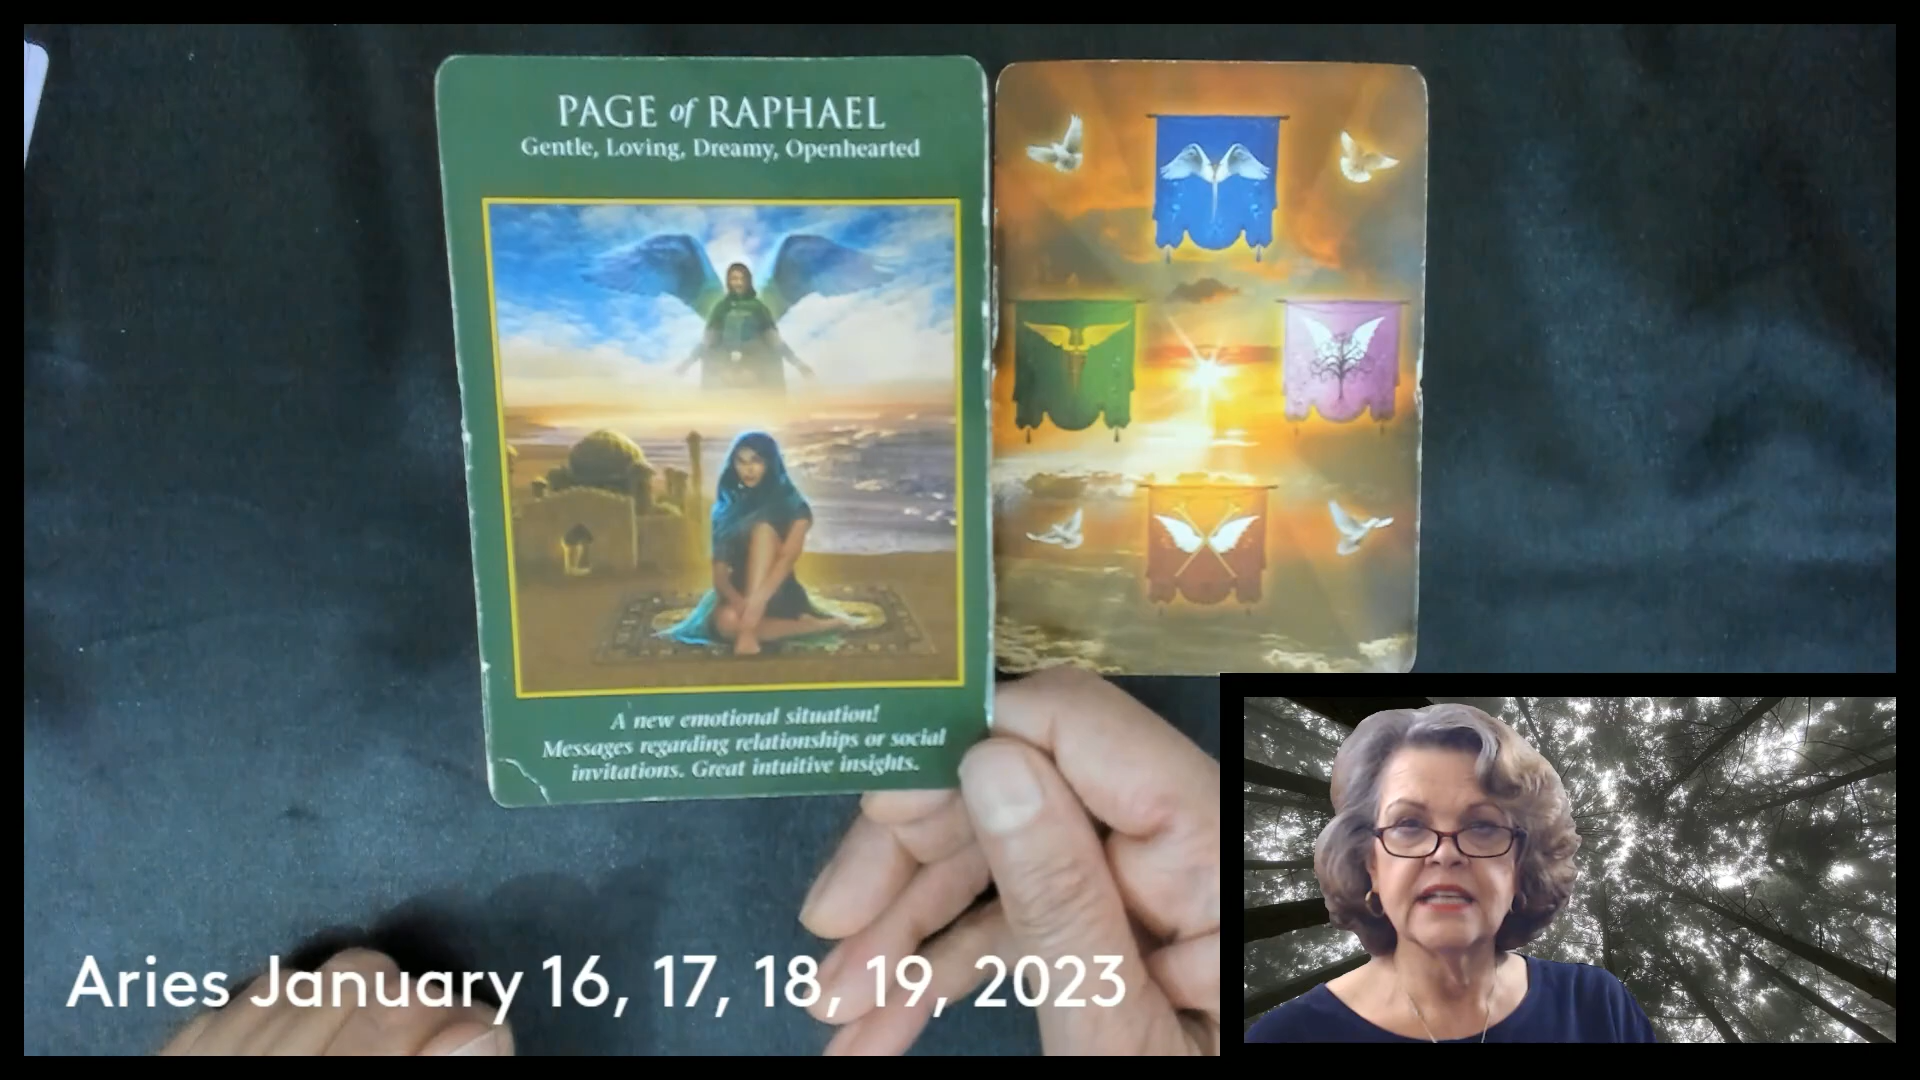 PAGE of RAPHAEL
Gentle, Loving, Dreamy, Openhearted
A new emotional situation!
Messages regarding relationships or social
invitations. Great intuitive insights.
Aries January 16, 17, 18, 19, 2023